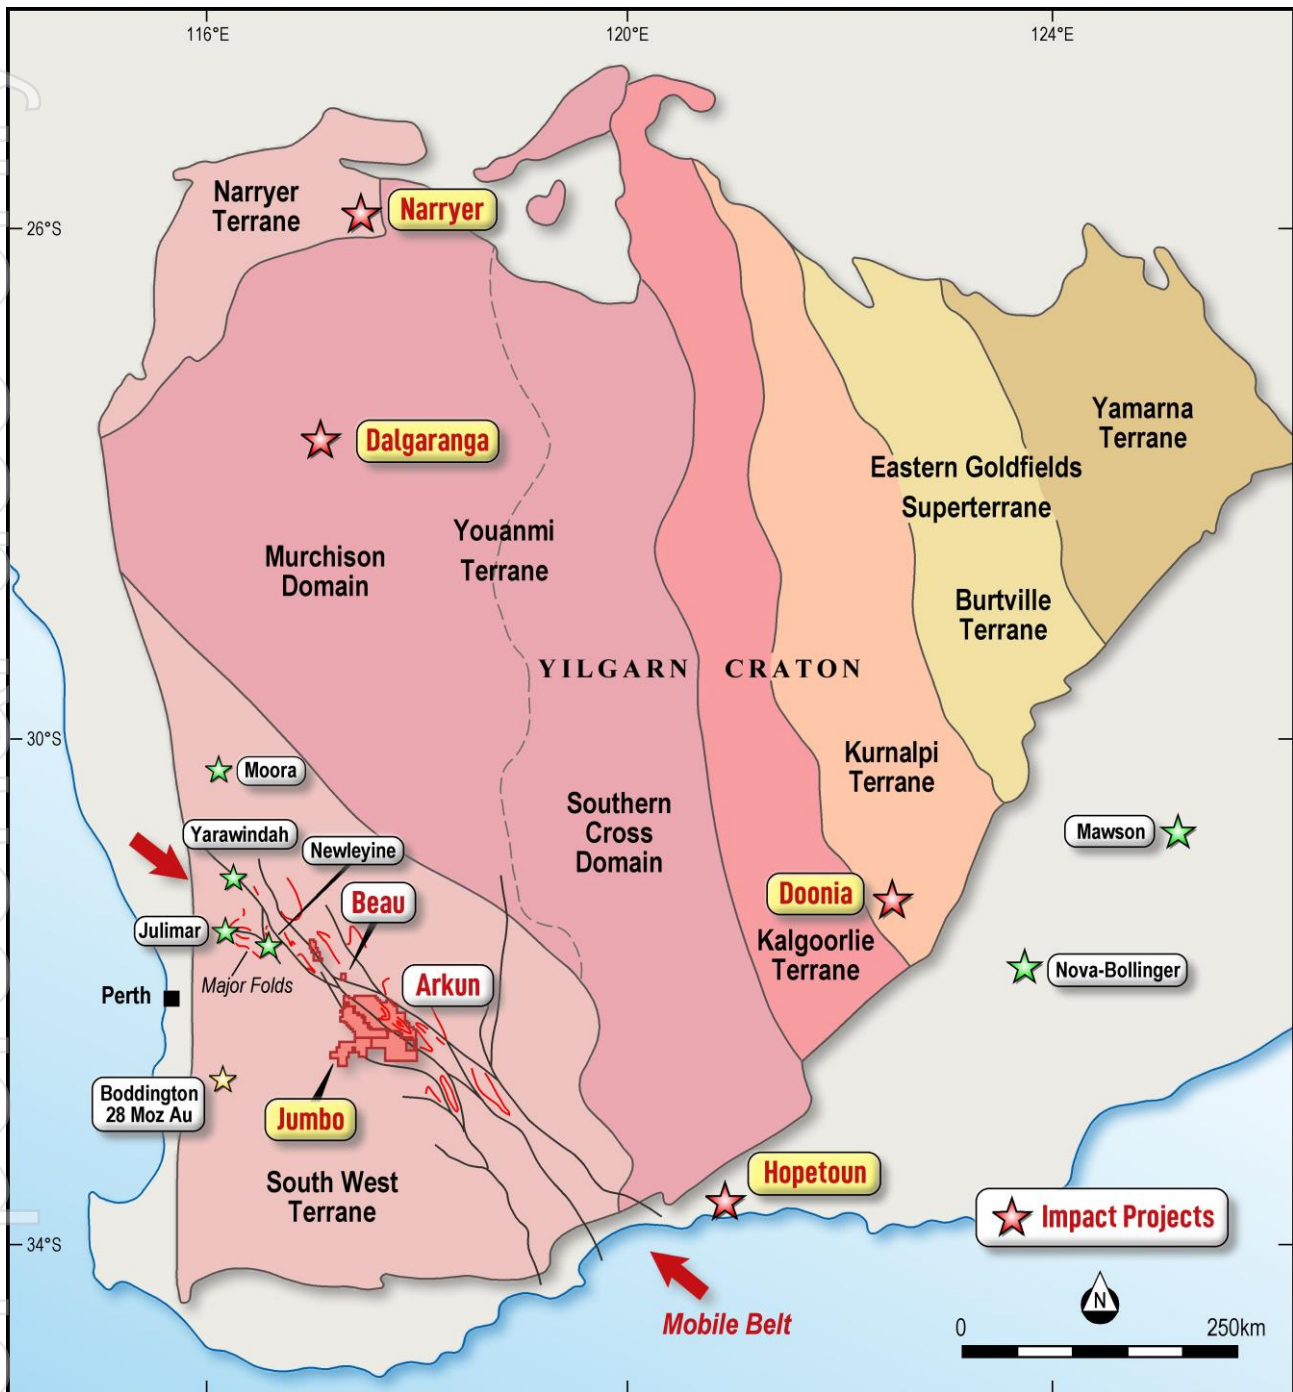 116°E
120°E
124°E
26°S
30°S
34°S
Narryer
Terrane
Narryer
Dalgaranga
Murchison
Domain
Youanmi
Terrane
Yamarna
Terrane
Eastern Goldfields
Superterrane
Burtville
Terrane
YILGARN CRATON
Kurnalpi
Terrane
Southern
Cross
Domain
Moora
Yarawindah
Newleyine
Beau
Julimar
Major Folds
Arkun
Perth
Boddington
28 Moz Au
Jumbo
South West
Terrane
Doonia
Kalgoorlie
Terrane
Mawson
Nova-Bollinger
Hopetoun
Mobile Belt
Impact Projects
N
0 250km